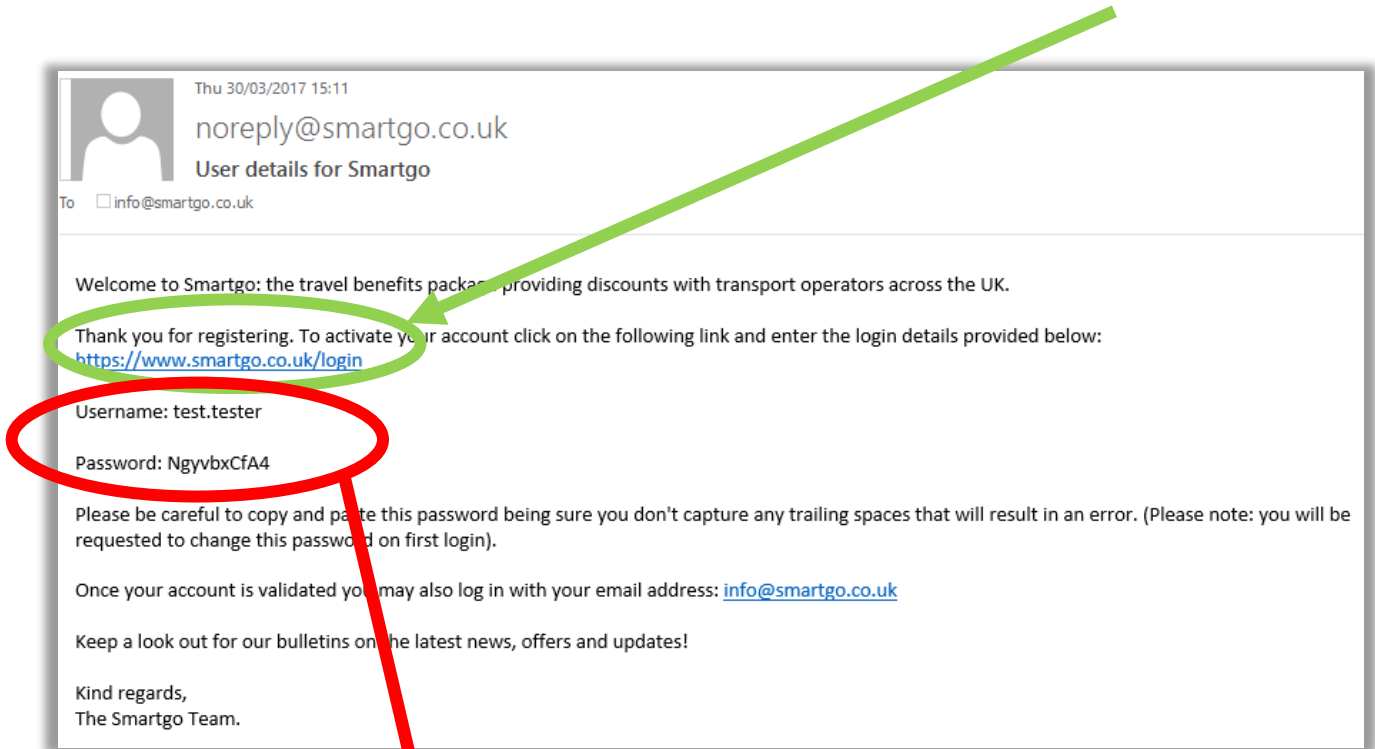 Thu 30/03/2017 15:11
noreply@smartgo.co.uk
User details for Smartgo
To info@smartgo.co.uk
Welcome to Smartgo: the travel benefits package providing discounts with transport operators across the UK.
Thank you for registering. To activate your account click on the following link and enter the login details provided below:
https://www.smartgo.co.uk/login
Username: test.tester
Password: NgyvbxCfA4
Please be careful to copy and paste this password being sure you don't capture any trailing spaces that will result in an error. (Please note: you will be
requested to change this password on first login).
Once your account is validated you may also log in with your email address: info@smartgo.co.uk
Keep a look out for our bulletins on the latest news, offers and updates!
Kind regards,
The Smartgo Team.